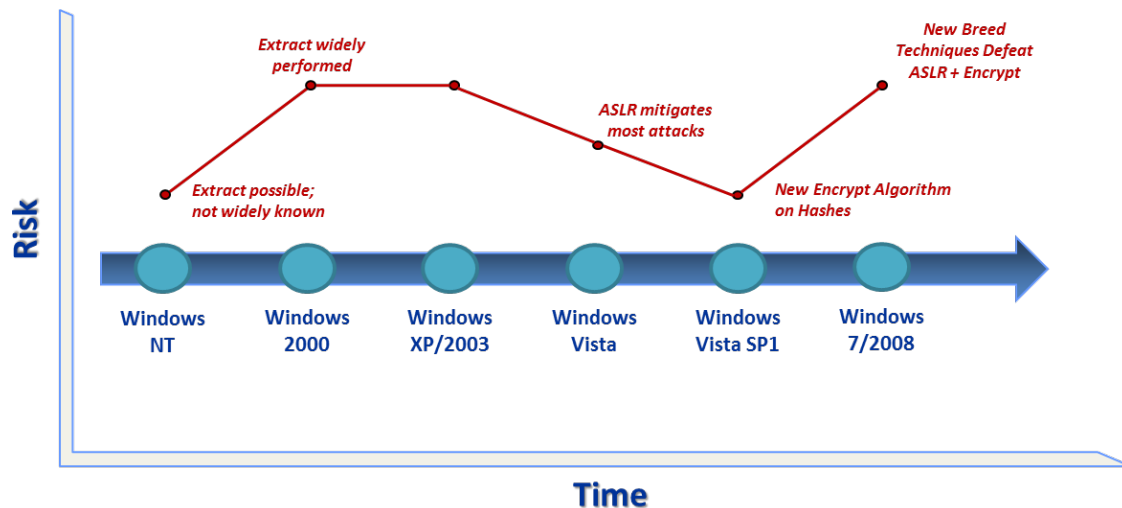 New Breed
Techniques Defeat
ASLR + Encrypt
Extract widely
performed
ASLR mitigates
most attacks
Extract possible;
not widely known
New Encrypt Algorithm
on Hashes
Risk
Windows
NT
Windows
2000
Windows
XP/2003
Windows
Vista
Windows
Vista SP1
Windows
7/2008
Time